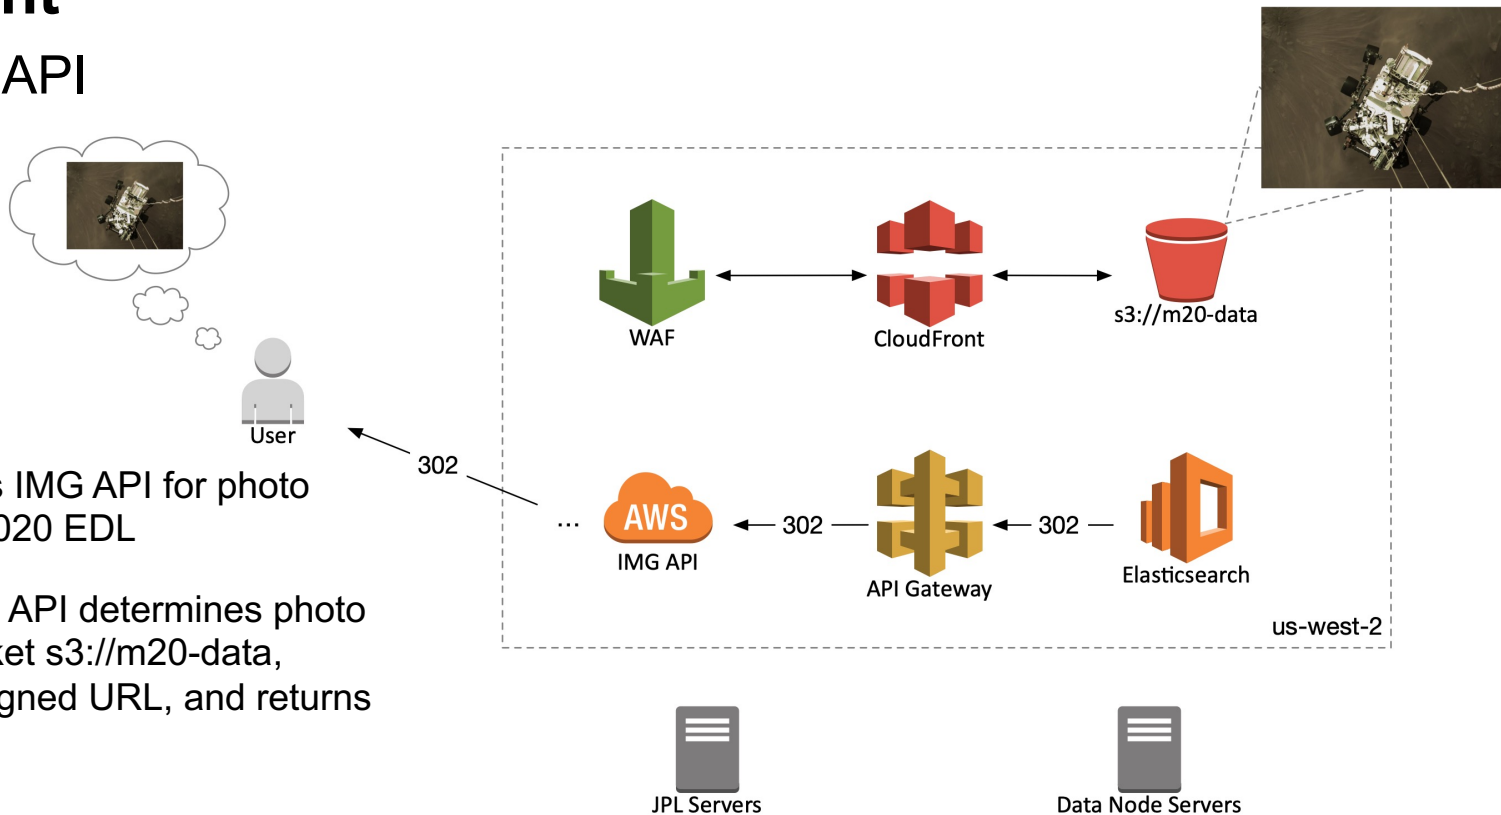 API
WAF
CloudFront
s3://m20-data
User
302
s IMG API for photo
020 EDL
...
AWS
302
302
IMG API
API Gateway
Elasticsearch
API determines photo
ket s3://m20-data,
gned URL, and returns
us-west-2
JPL Servers
Data Node Servers